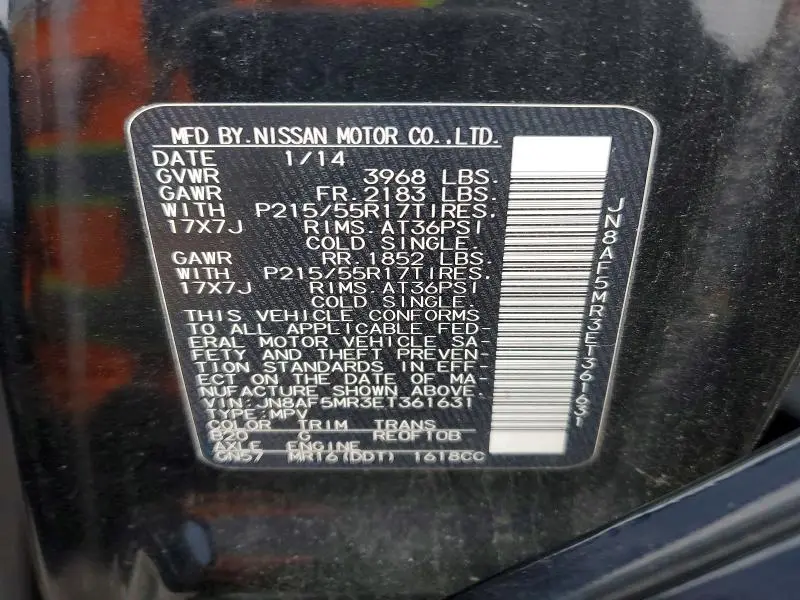 MFD BY.NISSAN MOTOR CO.,LTD.
DATE 1/14
GVWR 3968 LBS.
GAWR FR.2183 LBS.
WITH P215/55R17TIRES,
17X7J RIMS,AT36PSI
COLD SINGLE.
GAWR RR.1852 LBS.
WITH P215/55R17TIRES,
17X7J RIMS,AT36PSI
COLD SINGLE.
THIS VEHICLE CONFORMS
TO ALL APPLICABLE FED-
ERAL MOTOR VEHICLE SA-
FETY AND THEFT PREVEN-
TION STANDARDS IN EFF-
ECT ON THE DATE OF MA-
NUFACTURE SHOWN ABOVE.
VIN: JN8AF5MR3ET361631
TYPE:MPV
COLOR TRIM TRANS
B20 G RE0F10B
AXLE ENGINE
GN57 MR16(DDT) 1618CC
JN8AF5MR3ET361631